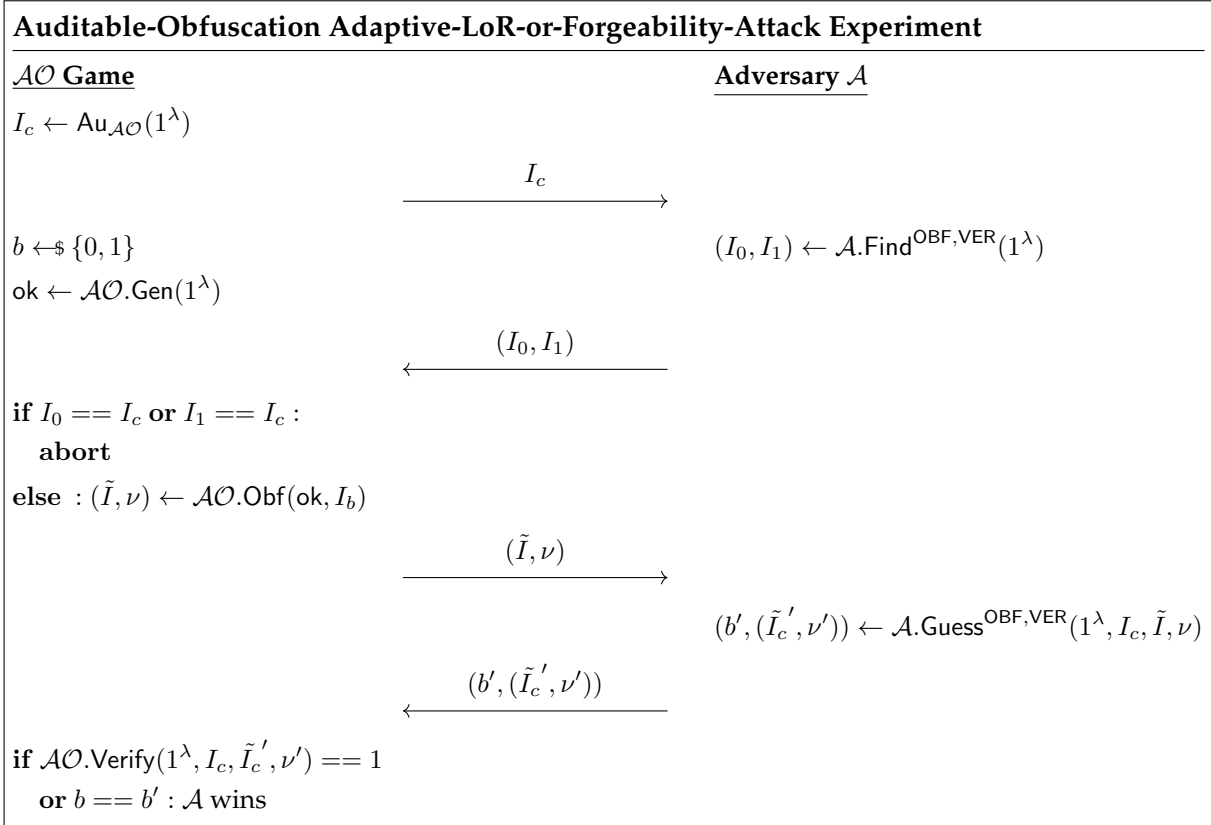 Auditable-Obfuscation Adaptive-LoR-or-Forgeability-Attack Experiment
𝒜𝒪 Game Adversary 𝒜
I_c ← Au_𝒜𝒪(1^λ)
I_c
b ←$ {0, 1} (I_0, I_1) ← 𝒜.Find^OBF,VER(1^λ)
ok ← 𝒜𝒪.Gen(1^λ)
(I_0, I_1)
if I_0 == I_c or I_1 == I_c :
abort
else : (Ĩ, ν) ← 𝒜𝒪.Obf(ok, I_b)
(Ĩ, ν)
(b′, (Ĩ_c′, ν′)) ← 𝒜.Guess^OBF,VER(1^λ, I_c, Ĩ, ν)
(b′, (Ĩ_c′, ν′))
if 𝒜𝒪.Verify(1^λ, I_c, Ĩ_c′, ν′) == 1
or b == b′ : 𝒜 wins